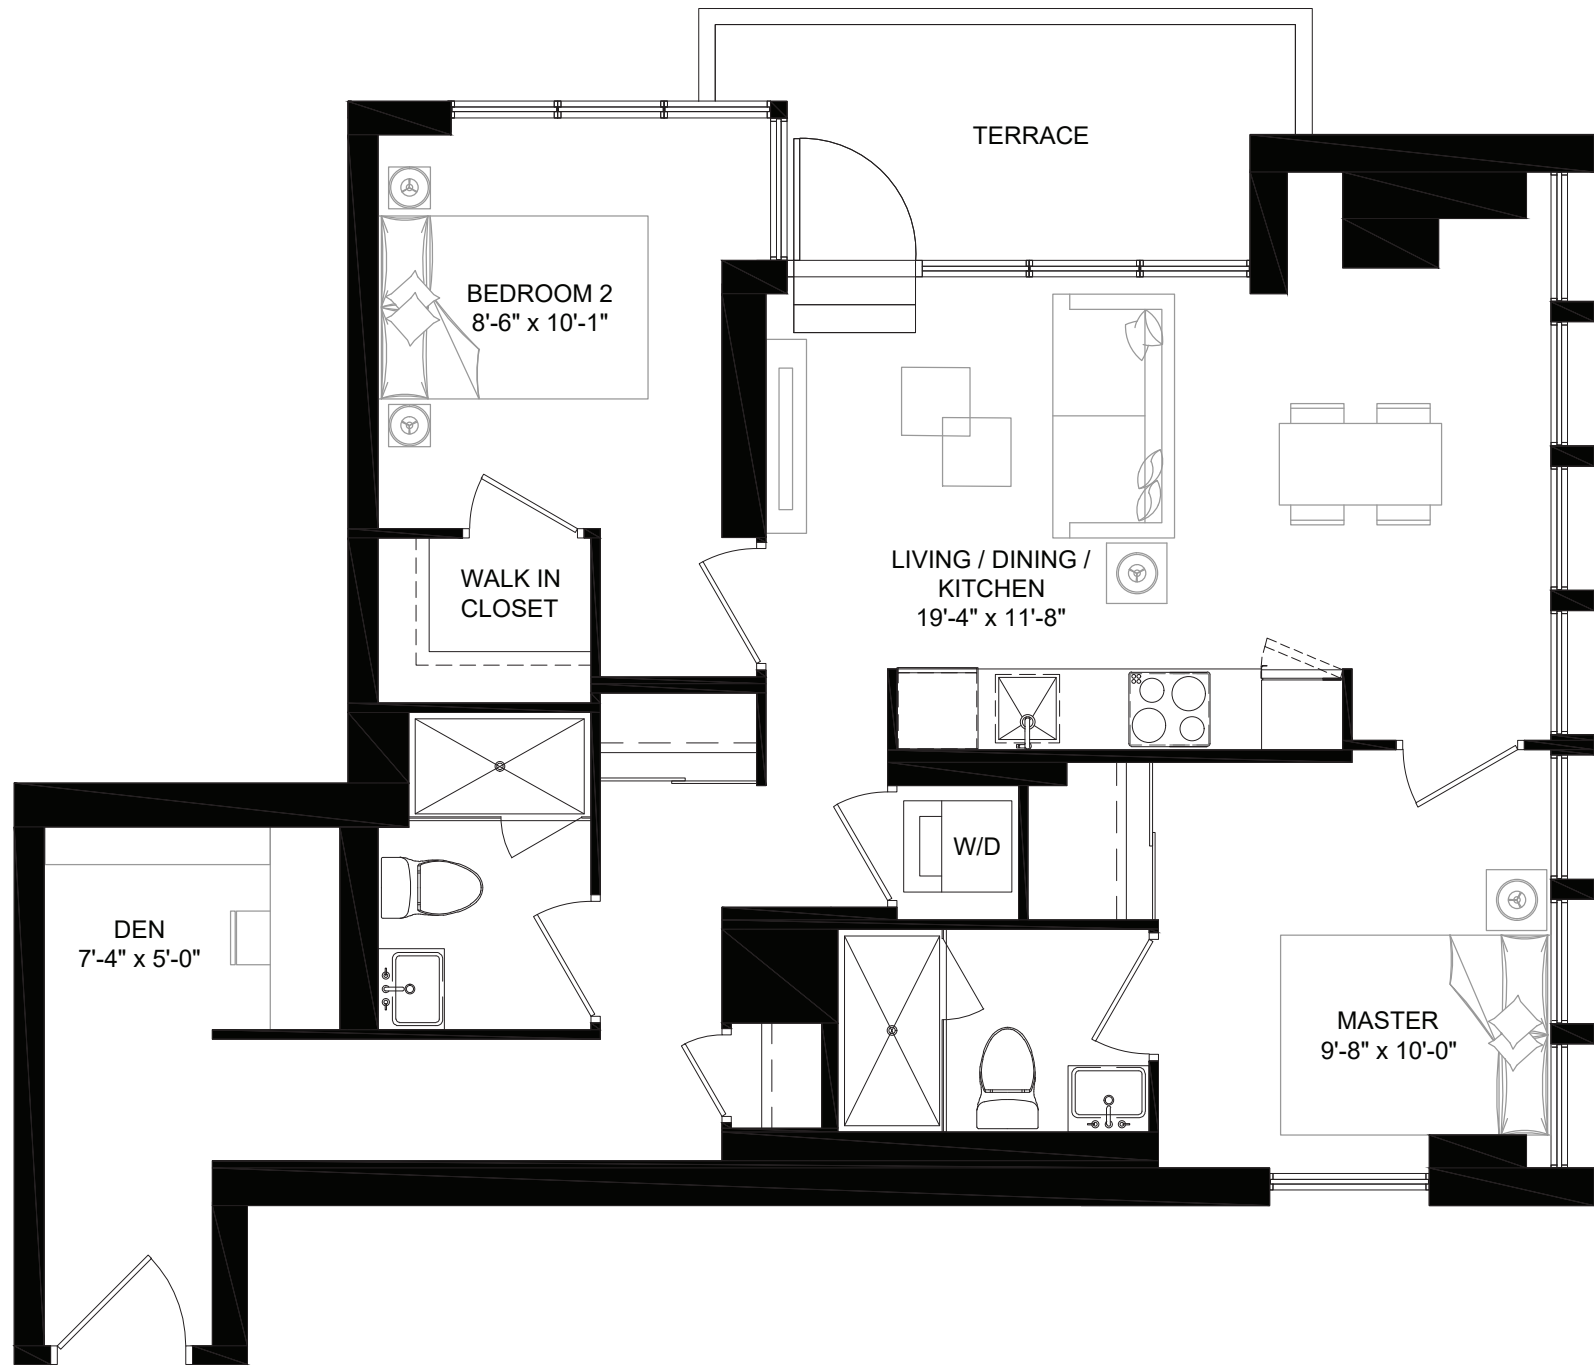 TERRACE
BEDROOM 2
8'-6" x 10'-1"
WALK IN
CLOSET
LIVING / DINING /
KITCHEN
19'-4" x 11'-8"
W/D
DEN
7'-4" x 5'-0"
MASTER
9'-8" x 10'-0"